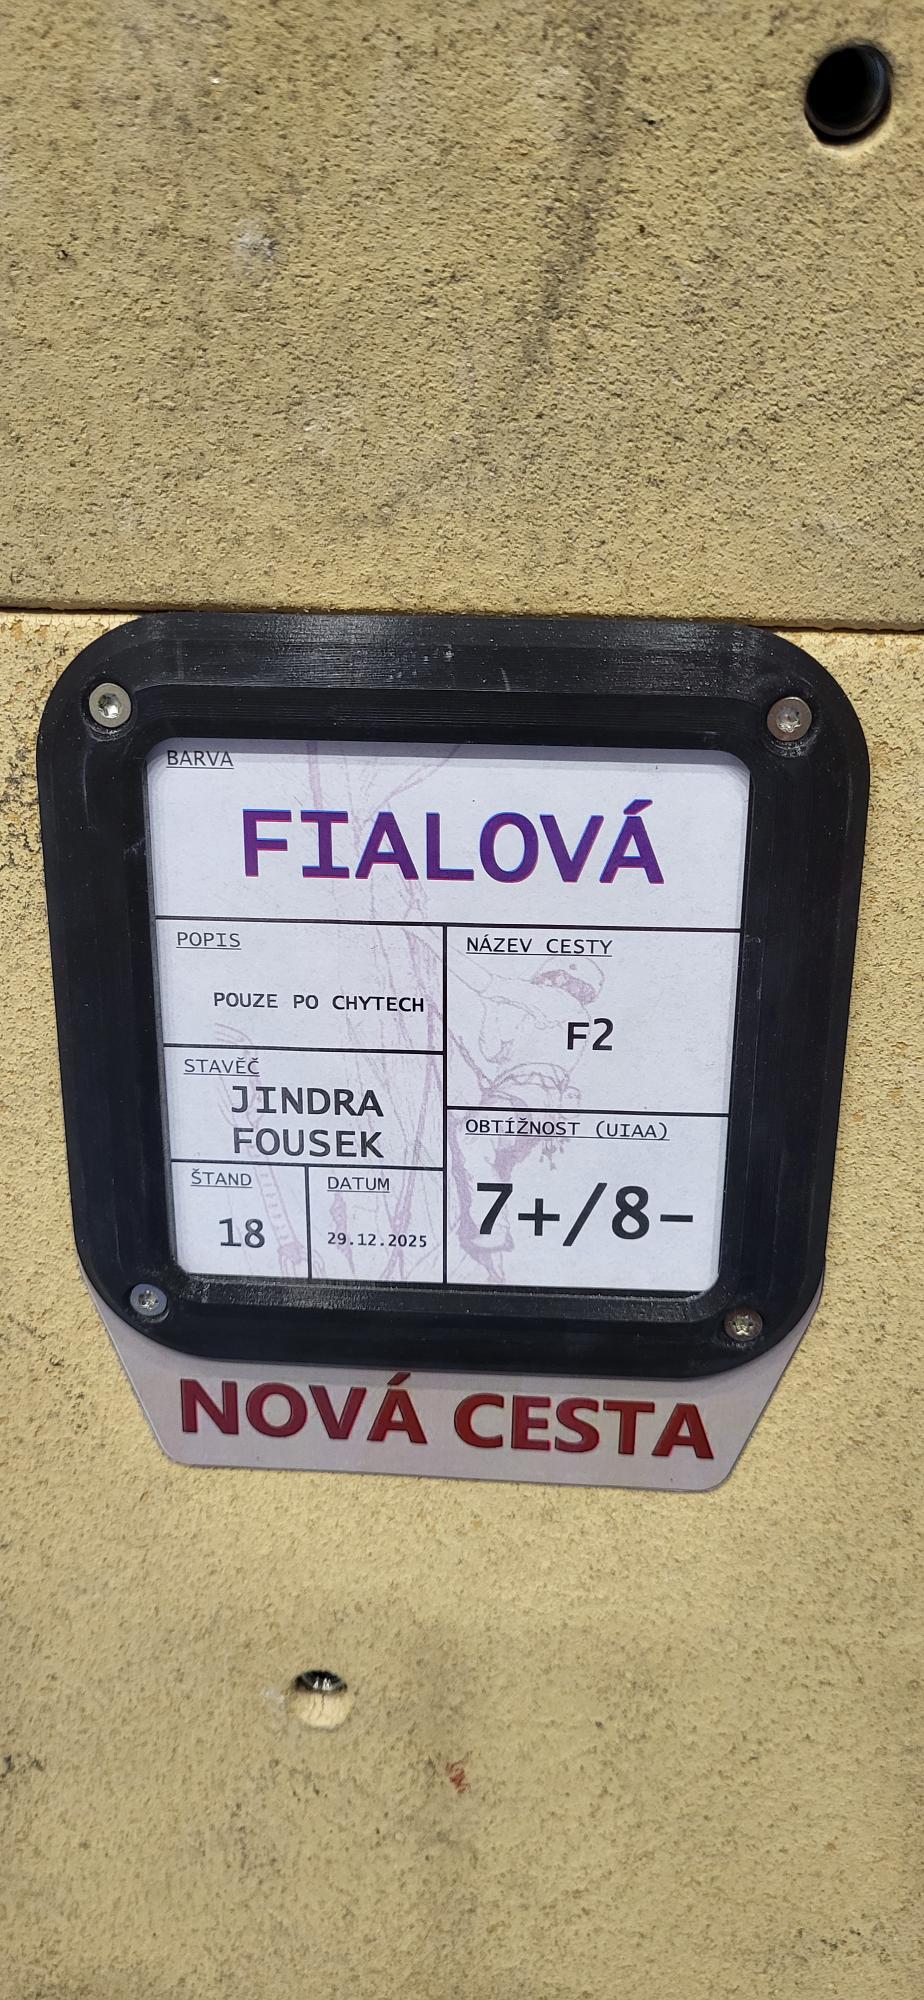 BARVA
FIALOVÁ
POPIS
POUZE PO CHYTECH
NÁZEV CESTY
F2
STAVĚČ
JINDRA
FOUSEK
OBTÍŽNOST (UIAA)
7+/8-
ŠTAND
18
DATUM
29.12.2025
NOVÁ CESTA